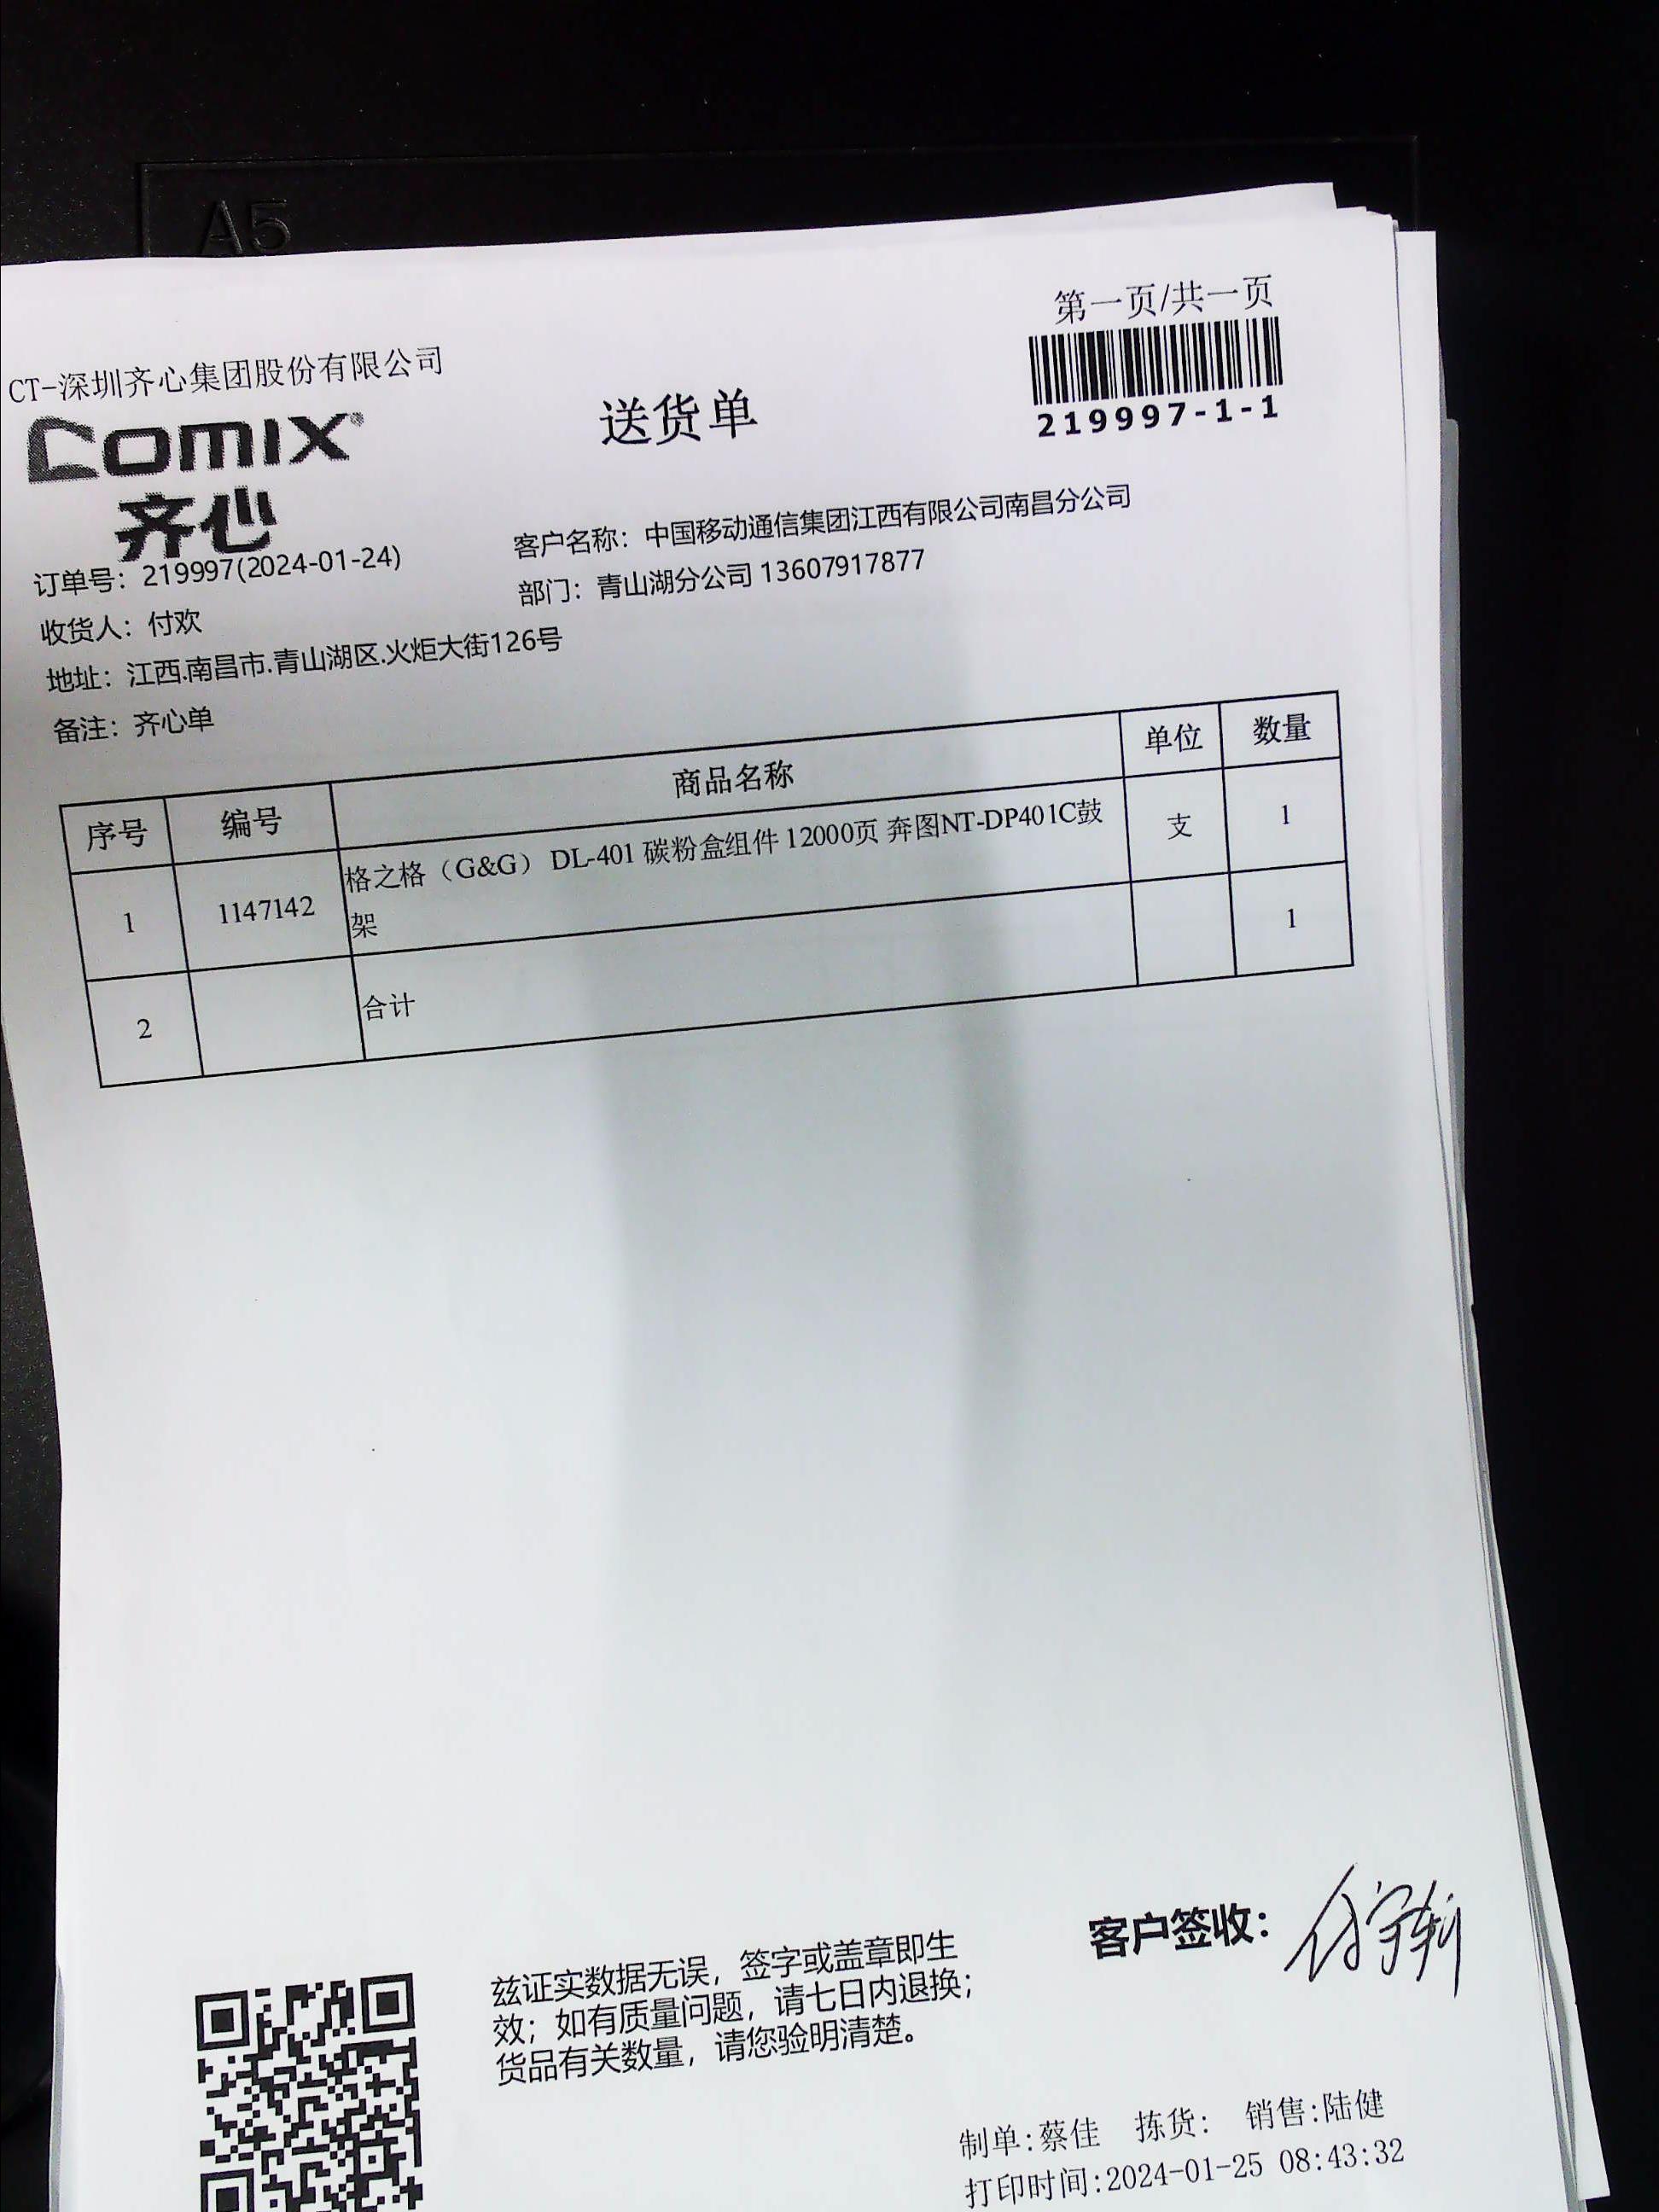 A5
第一页/共一页
CT-深圳齐心集团股份有限公司
219997-1-1
COMIX®
送货单
齐心
订单号：219997(2024-01-24)
客户名称：中国移动通信集团江西有限公司南昌分公司
收货人：付欢
部门：青山湖分公司 13607917877
地址：江西.南昌市.青山湖区.火炬大街126号
备注：齐心单
序号 编号 商品名称 单位 数量
1 1147142 格之格（G&G） DL-401 碳粉盒组件 12000页 奔图NT-DP401C鼓 支 1
架
2 合计 1
客户签收：
兹证实数据无误，签字或盖章即生
效；如有质量问题，请七日内退换；
货品有关数量，请您验明清楚。
制单:蔡佳 拣货: 销售:陆健
打印时间:2024-01-25 08:43:32